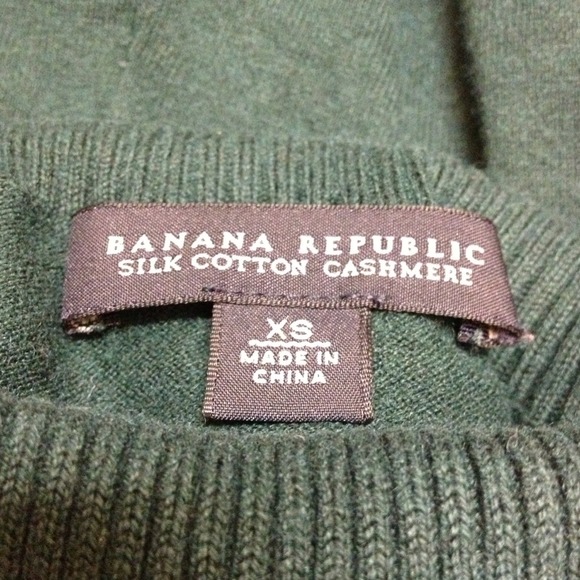 BANANA REPUBLIC
SILK COTTON CASHMERE
XS
MADE IN
CHINA